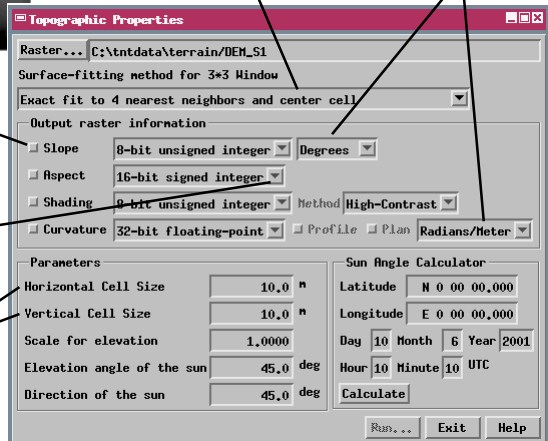 Topographic Properties
Raster... C:\tntdata/terrain/DEM_S1
Surface-fitting method for 3*3 Window
Exact fit to 4 nearest neighbors and center cell
Output raster information
Slope 8-bit unsigned integer Degrees
Aspect 16-bit signed integer
Shading 8-bit unsigned integer Method High-Contrast
Curvature 32-bit floating-point Profile Plan Radians/Meter
Parameters
Horizontal Cell Size 10.0 m
Vertical Cell Size 10.0 m
Scale for elevation 1.0000
Elevation angle of the sun 45.0 deg
Direction of the sun 45.0 deg
Sun Angle Calculator
Latitude N 0 00 00.000
Longitude E 0 00 00.000
Day 10 Month 6 Year 2001
Hour 10 Minute 10 UTC
Calculate
Run... Exit Help